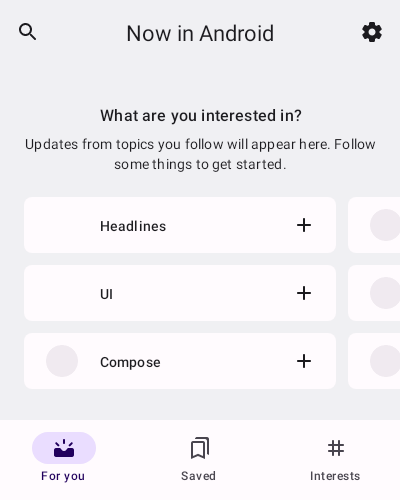 Now in Android
What are you interested in?
Updates from topics you follow will appear here. Follow
some things to get started.
Headlines
UI
Compose
For you
Saved
Interests